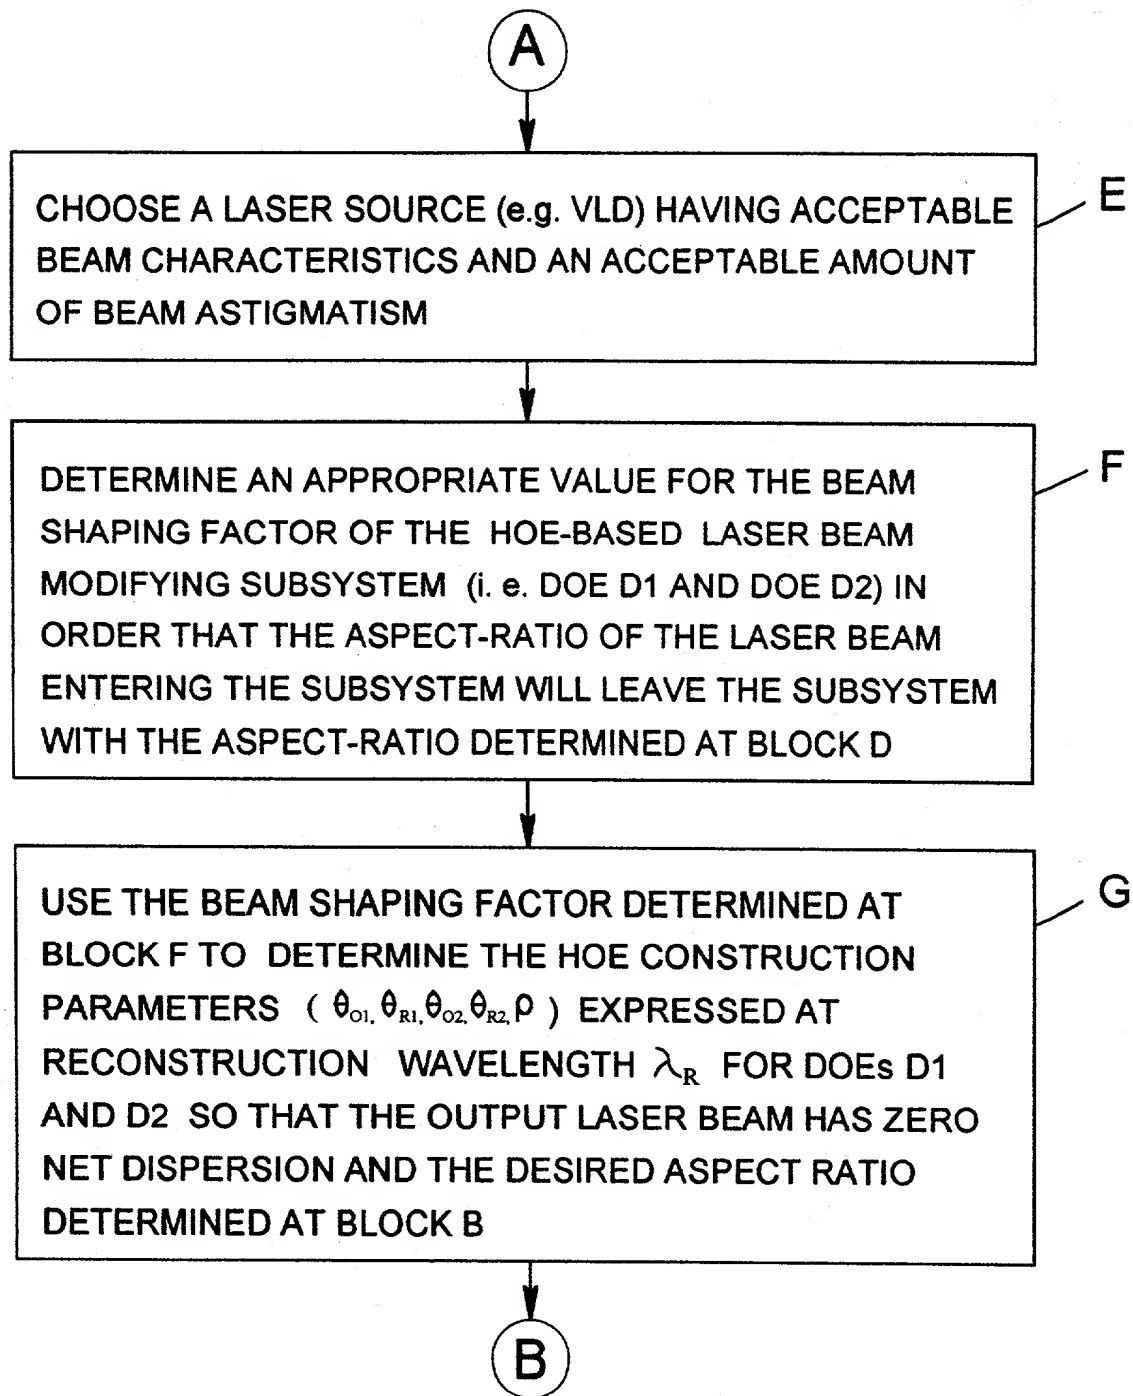 A
CHOOSE A LASER SOURCE (e.g. VLD) HAVING ACCEPTABLE
BEAM CHARACTERISTICS AND AN ACCEPTABLE AMOUNT
OF BEAM ASTIGMATISM
E
DETERMINE AN APPROPRIATE VALUE FOR THE BEAM
SHAPING FACTOR OF THE HOE-BASED LASER BEAM
MODIFYING SUBSYSTEM (i. e. DOE D1 AND DOE D2) IN
ORDER THAT THE ASPECT-RATIO OF THE LASER BEAM
ENTERING THE SUBSYSTEM WILL LEAVE THE SUBSYSTEM
WITH THE ASPECT-RATIO DETERMINED AT BLOCK D
F
USE THE BEAM SHAPING FACTOR DETERMINED AT
BLOCK F TO DETERMINE THE HOE CONSTRUCTION
PARAMETERS ( θ̂O1, θ̂R1, θ̂O2, θ̂R2, ρ ) EXPRESSED AT
RECONSTRUCTION WAVELENGTH λR FOR DOEs D1
AND D2 SO THAT THE OUTPUT LASER BEAM HAS ZERO
NET DISPERSION AND THE DESIRED ASPECT RATIO
DETERMINED AT BLOCK B
G
B